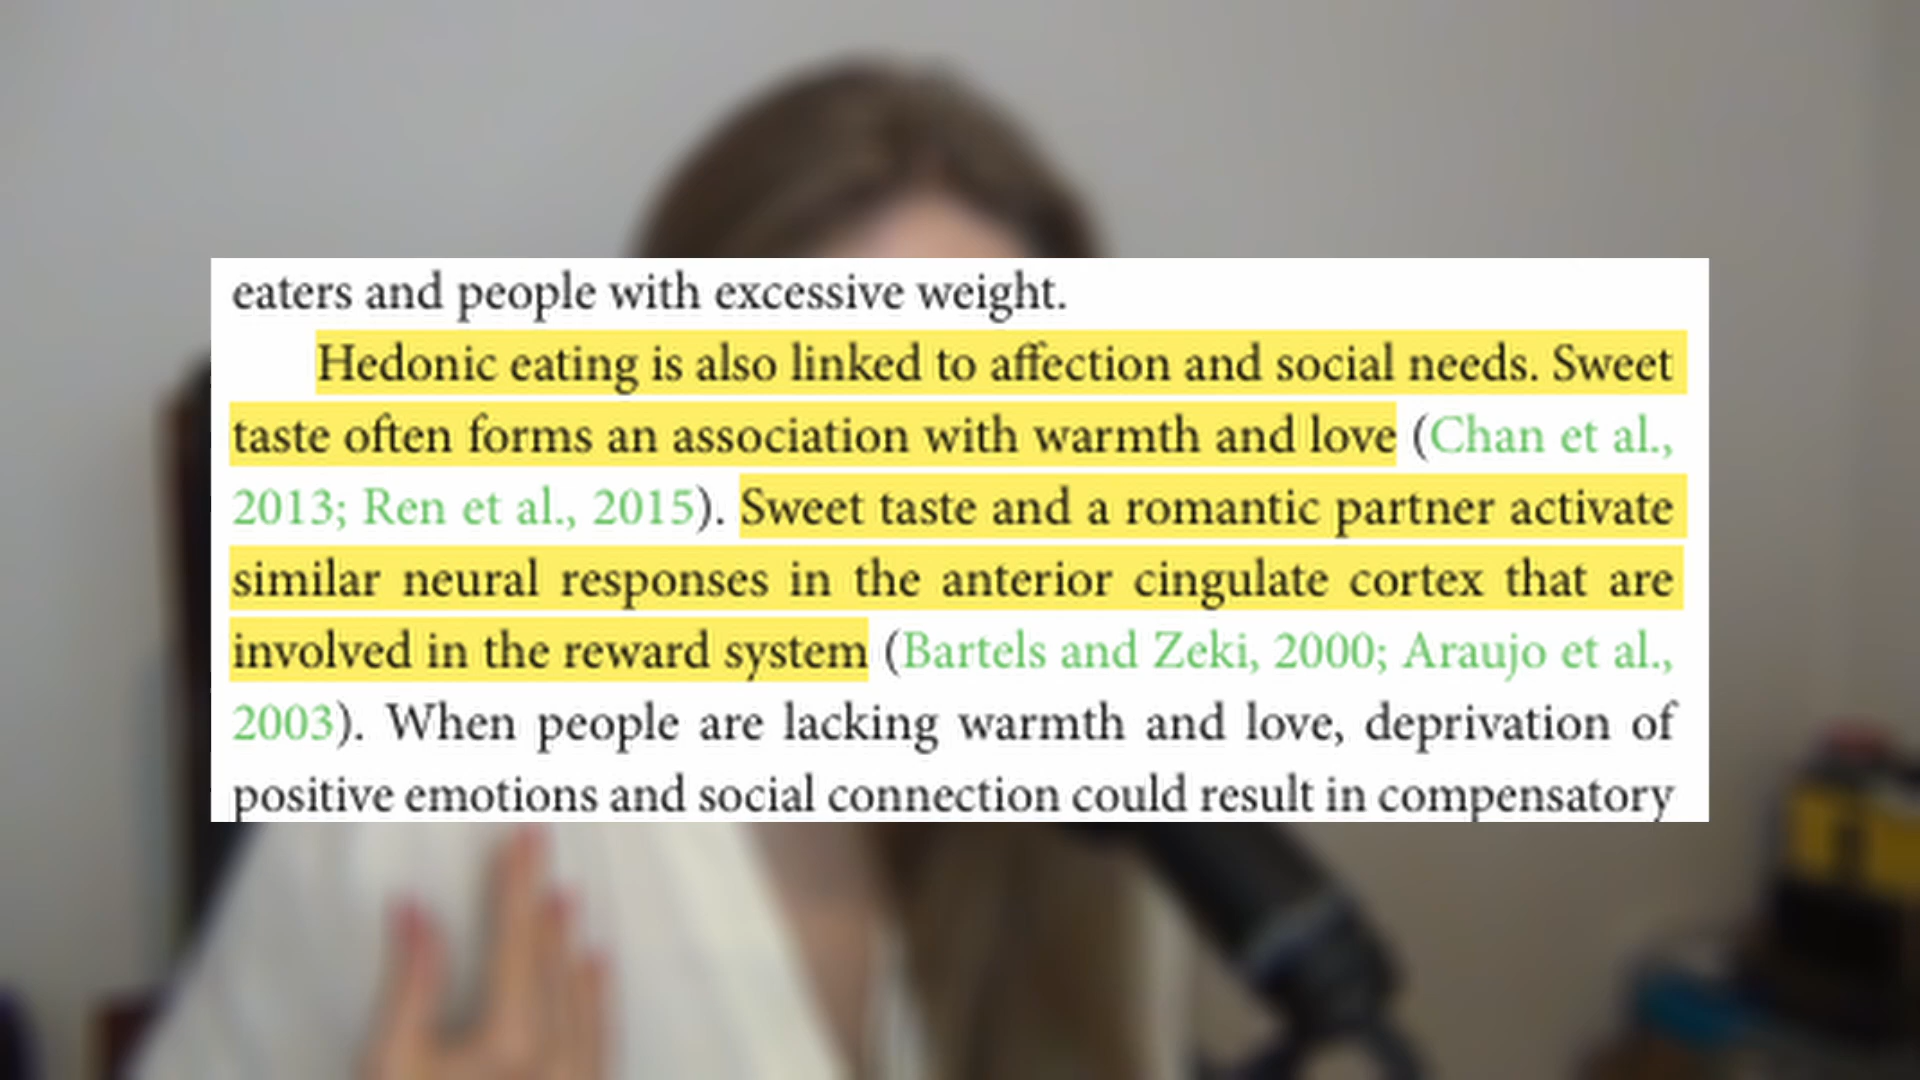 eaters and people with excessive weight.
Hedonic eating is also linked to affection and social needs. Sweet
taste often forms an association with warmth and love (Chan et al.,
2013; Ren et al., 2015). Sweet taste and a romantic partner activate
similar neural responses in the anterior cingulate cortex that are
involved in the reward system (Bartels and Zeki, 2000; Araujo et al.,
2003). When people are lacking warmth and love, deprivation of
positive emotions and social connection could result in compensatory